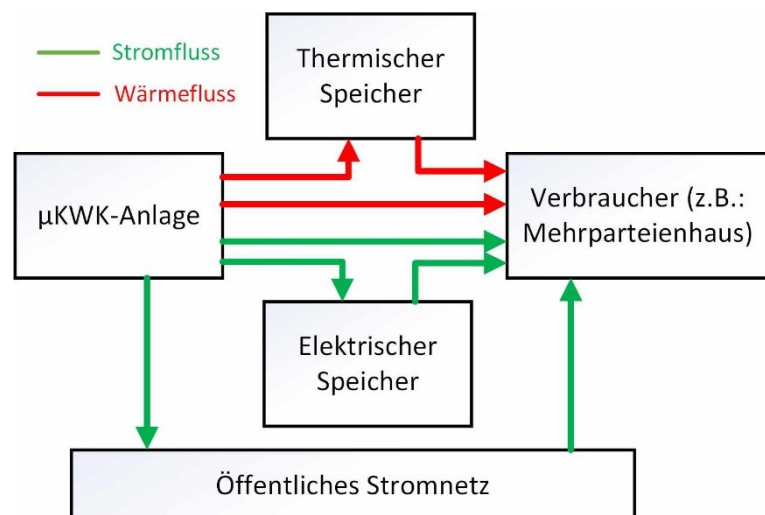 Stromfluss
Wärmefluss
Thermischer
Speicher
µKWK-Anlage
Verbraucher (z.B.:
Mehrparteienhaus)
Elektrischer
Speicher
Öffentliches Stromnetz